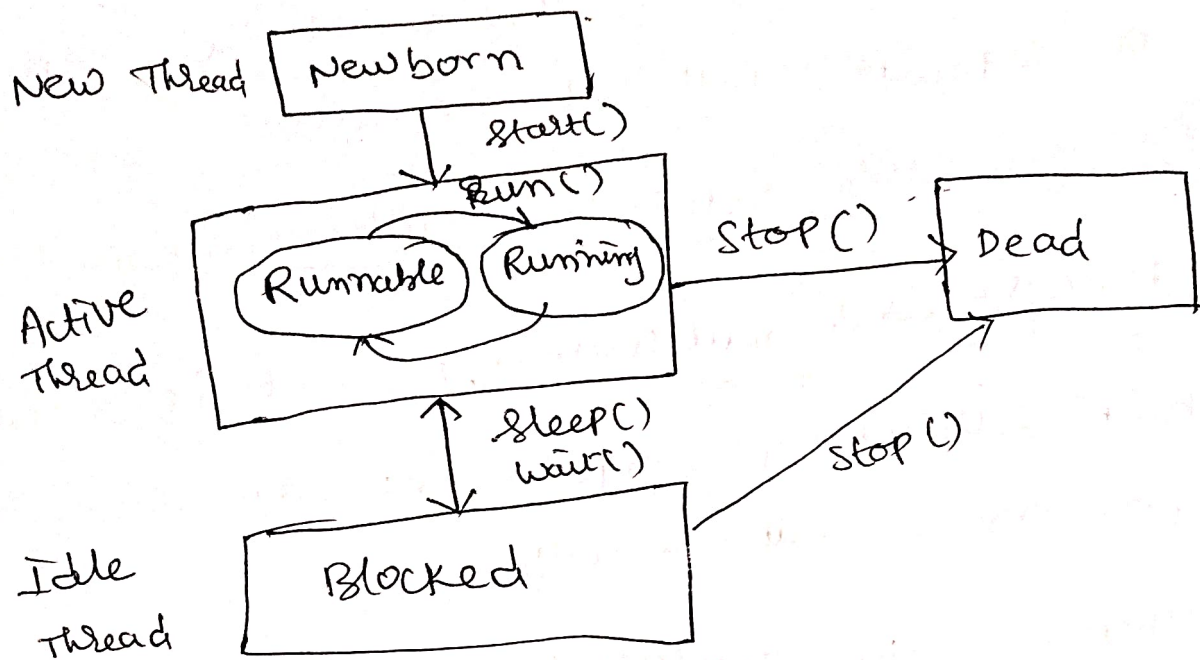 New Thread
Newborn
Start()
Run()
Runnable
Running
Stop()
Dead
Active
Thread
Sleep()
wait()
Stop()
Idle
Thread
Blocked